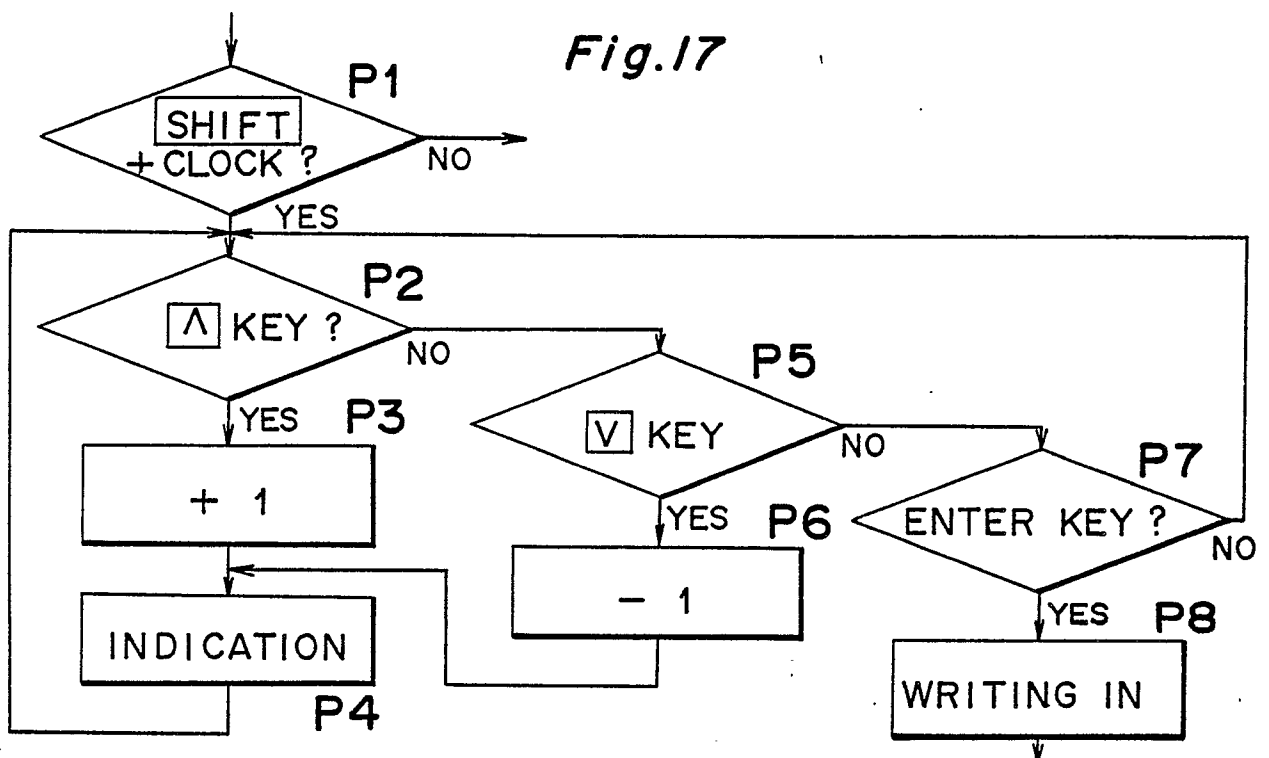 Fig.17
P1
SHIFT
+ CLOCK ?
NO
YES
P2
Λ KEY ?
NO
YES
P3
+ 1
INDICATION
P4
P5
V KEY
NO
YES
P6
- 1
P7
ENTER KEY ?
NO
YES
P8
WRITING IN